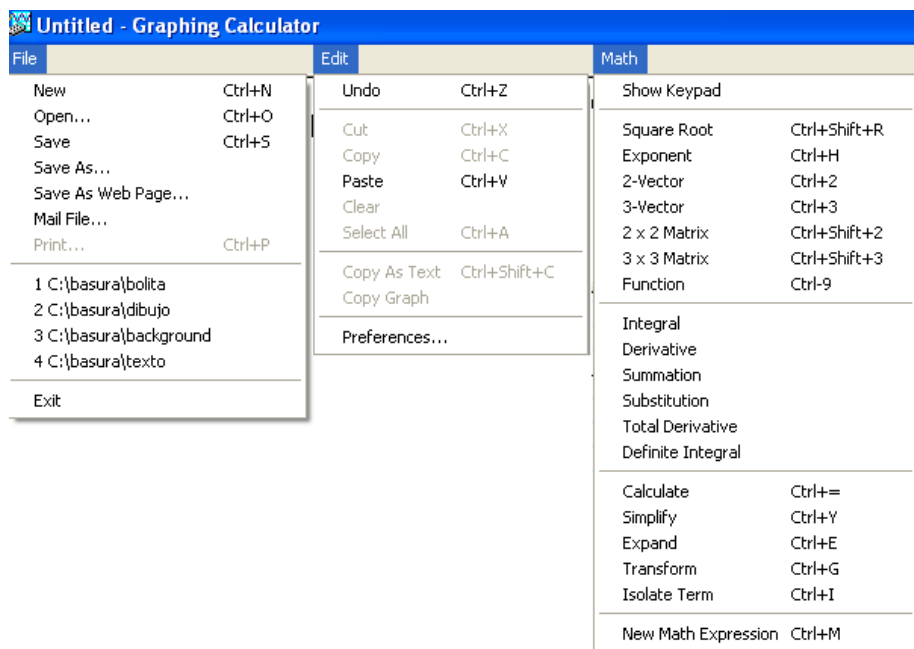 Untitled - Graphing Calculator
File
New Ctrl+N
Open... Ctrl+O
Save Ctrl+S
Save As...
Save As Web Page...
Mail File...
Print... Ctrl+P
1 C:\basura\bolita
2 C:\basura\dibujo
3 C:\basura\background
4 C:\basura\texto
Exit
Edit
Undo Ctrl+Z
Cut Ctrl+X
Copy Ctrl+C
Paste Ctrl+V
Clear
Select All Ctrl+A
Copy As Text Ctrl+Shift+C
Copy Graph
Preferences...
Math
Show Keypad
Square Root Ctrl+Shift+R
Exponent Ctrl+H
2-Vector Ctrl+2
3-Vector Ctrl+3
2 x 2 Matrix Ctrl+Shift+2
3 x 3 Matrix Ctrl+Shift+3
Function Ctrl-9
Integral
Derivative
Summation
Substitution
Total Derivative
Definite Integral
Calculate Ctrl+=
Simplify Ctrl+Y
Expand Ctrl+E
Transform Ctrl+G
Isolate Term Ctrl+I
New Math Expression Ctrl+M